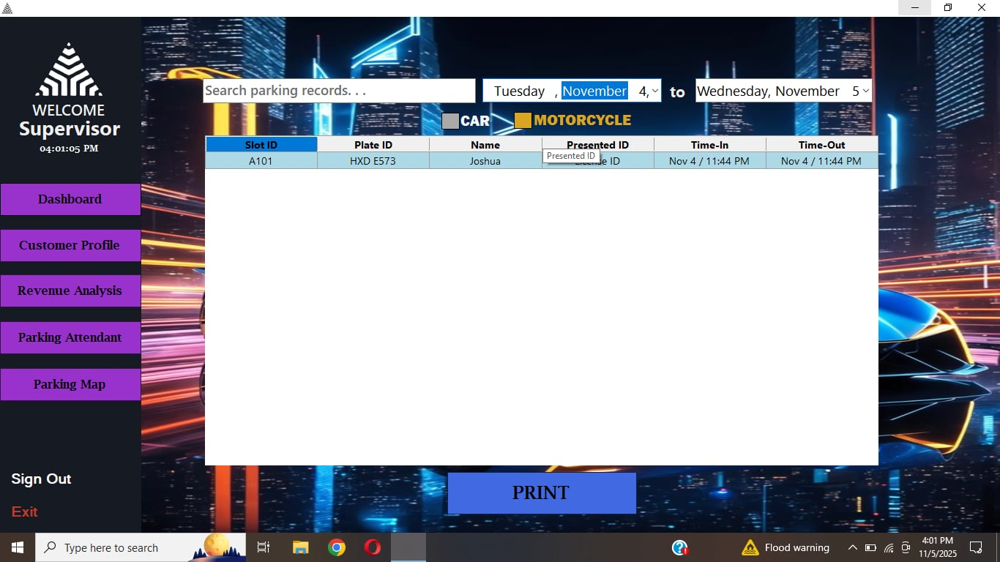 WELCOME
Supervisor
04:01:05 PM
Dashboard
Customer Profile
Revenue Analysis
Parking Attendant
Parking Map
Sign Out
Exit
Search parking records. . .
Tuesday , November 4,
to
Wednesday, November 5
CAR
MOTORCYCLE
Slot ID Plate ID Name Presented ID Time-In Time-Out
Presented ID
A101 HXD E573 Joshua License ID Nov 4 / 11:44 PM Nov 4 / 11:44 PM
PRINT
Type here to search
Flood warning
4:01 PM
11/5/2025